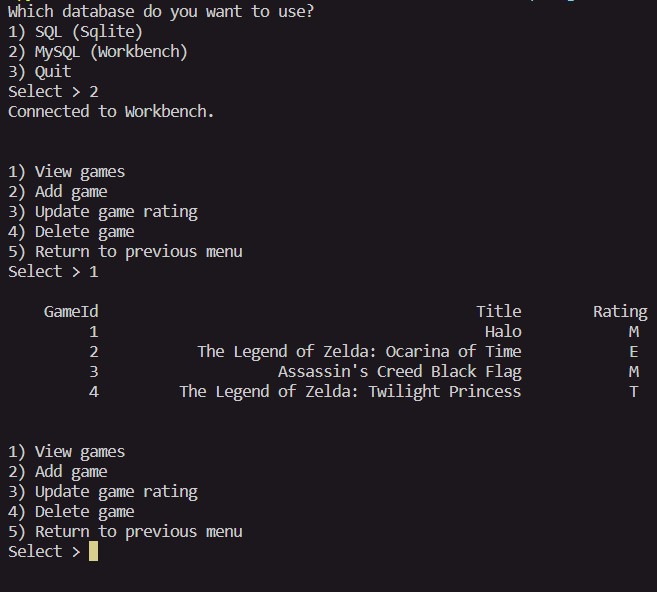 Which database do you want to use?
1) SQL (Sqlite)
2) MySQL (Workbench)
3) Quit
Select > 2
Connected to Workbench.
1) View games
2) Add game
3) Update game rating
4) Delete game
5) Return to previous menu
Select > 1
GameId Title Rating
1 Halo M
2 The Legend of Zelda: Ocarina of Time E
3 Assassin's Creed Black Flag M
4 The Legend of Zelda: Twilight Princess T
1) View games
2) Add game
3) Update game rating
4) Delete game
5) Return to previous menu
Select >